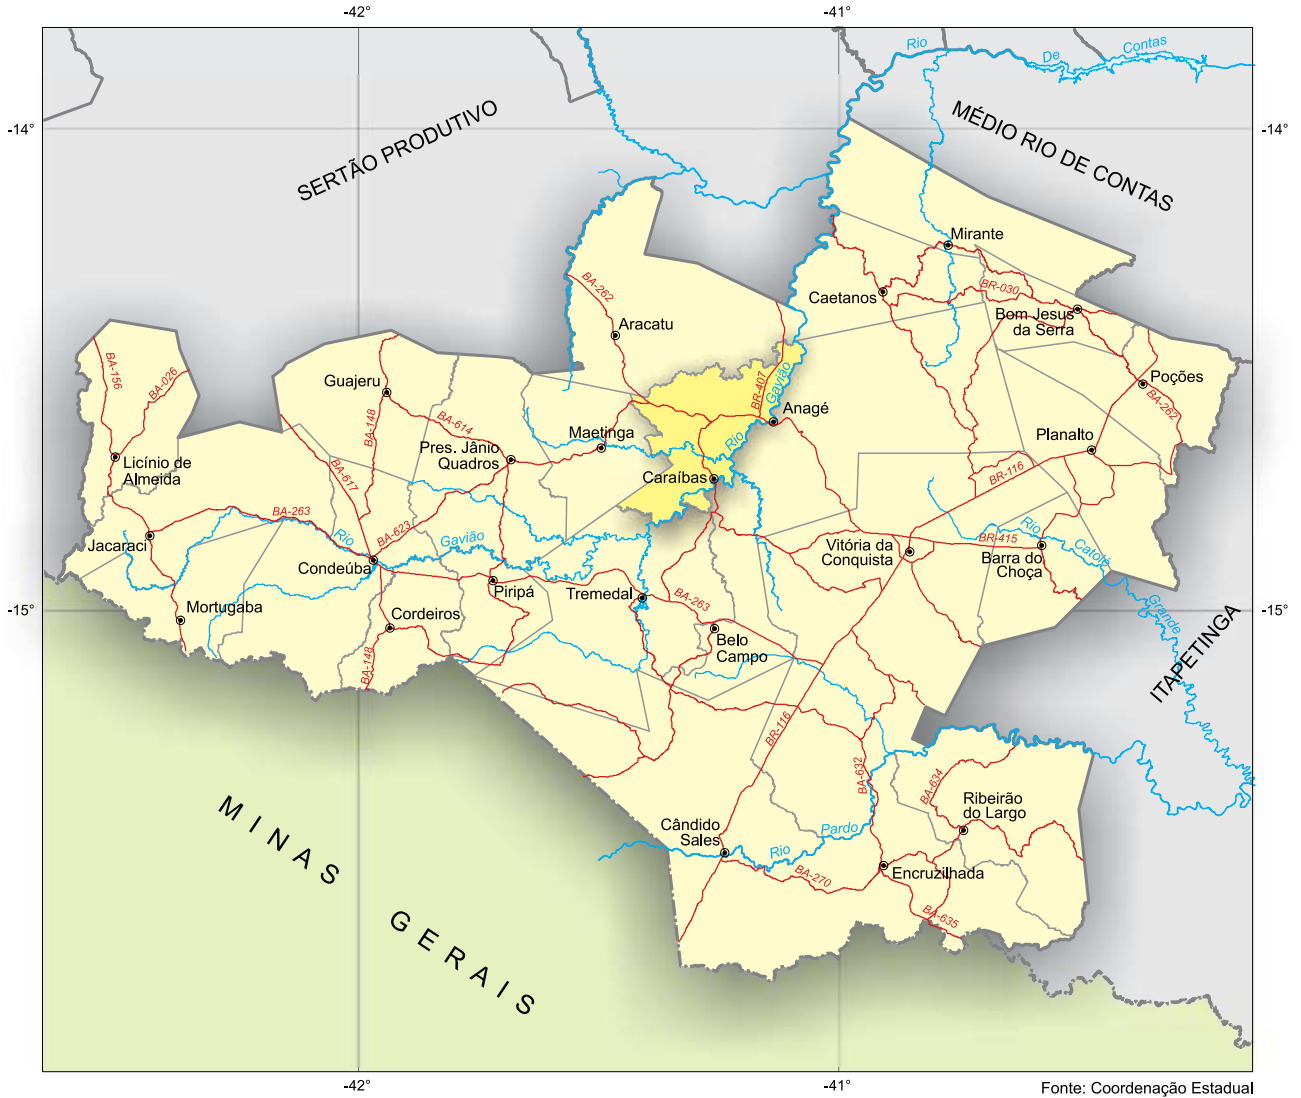 -42°
-41°
Rio
De
Contas
-14°
-14°
SERTÃO PRODUTIVO
MÉDIO RIO DE CONTAS
Mirante
BA-262
BR-030
Caetanos
Bom Jesus
da Serra
Aracatu
BA-156
BA-026
Guajeru
BR-407
Gavião
Poções
BA-262
BA-148
BA-614
Anagé
Maetinga
Rio
Planalto
Pres. Jânio
Quadros
Licínio de
Almeida
BA-617
Caraíbas
BR-116
BA-263
Rio
BA-623
Gavião
Rio
Catolé
Jacaraci
Condeúba
Vitória da
Conquista
BR-415
Barra do
Choça
Piripá
Tremedal
BA-263
Grande
Mortugaba
Cordeiros
-15°
-15°
Belo
Campo
BA-148
ITAPETINGA
BR-116
BA-632
BA-634
MINAS GERAIS
Ribeirão
do Largo
Cândido
Sales
Rio
Pardo
BA-270
Encruzilhada
BA-635
-42°
-41°
Fonte: Coordenação Estadual